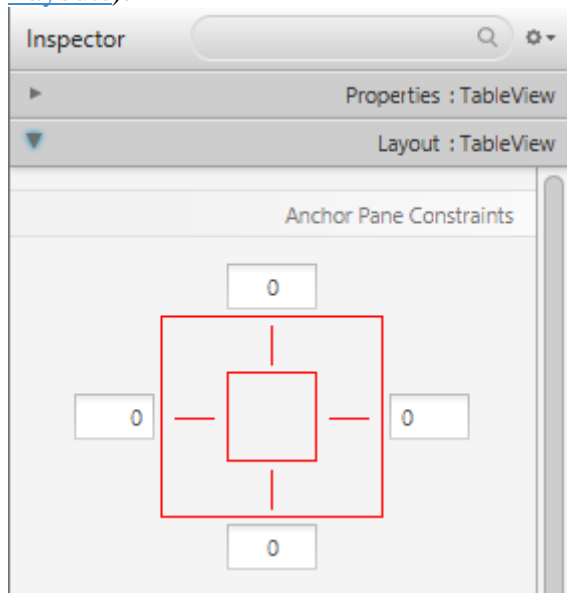 Inspector
Properties : TableView
Layout : TableView
Anchor Pane Constraints
0
0 0
0